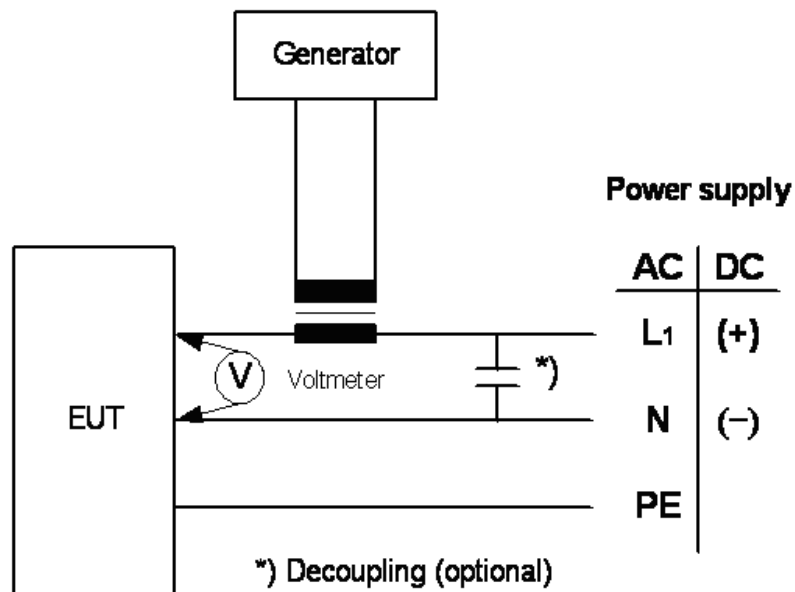 Generator
Power supply
AC DC
L1 (+)
V Voltmeter *)
EUT N (−)
PE
*) Decoupling (optional)